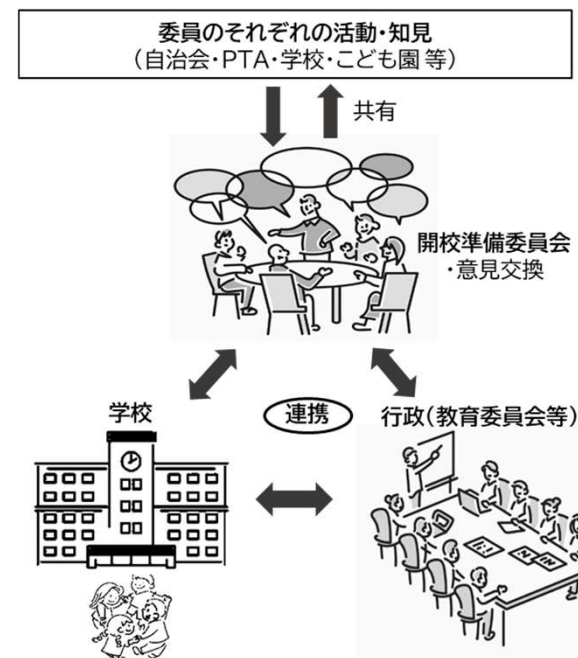 委員のそれぞれの活動・知見
（自治会・PTA・学校・こども園 等）
共有
開校準備委員会
・意見交換
学校
連携
行政（教育委員会等）